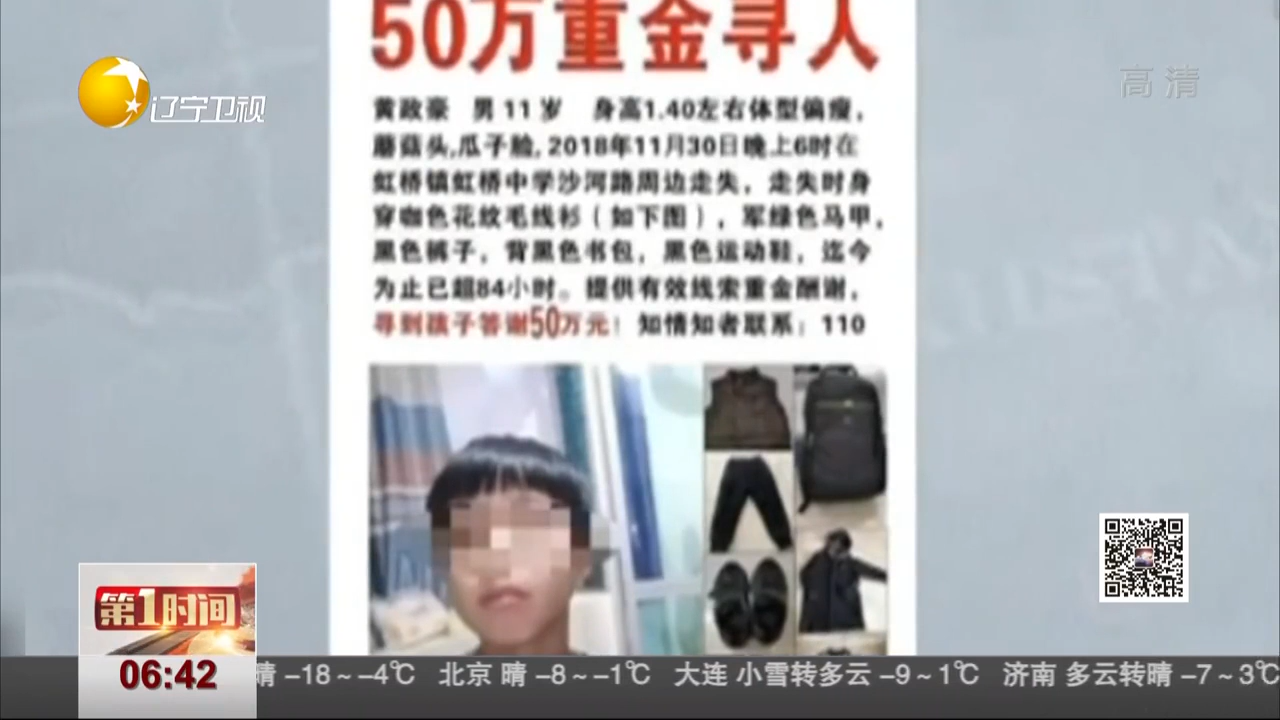 50万重金寻人
辽宁卫视
高清
黄政豪 男11岁 身高1.40左右体型偏瘦，
蘑菇头,瓜子脸,2018年11月30日晚上6时在
虹桥镇虹桥中学沙河路周边走失，走失时身
穿咖色花纹毛线衫（如下图），军绿色马甲，
黑色裤子，背黑色书包，黑色运动鞋，迄今
为止已超84小时。提供有效线索重金酬谢，
寻到孩子答谢50万元！知情知者联系：110
第1时间
06:42
晴 -18~-4℃ 北京 晴 -8~-1℃ 大连 小雪转多云 -9~1℃ 济南 多云转晴 -7~3℃